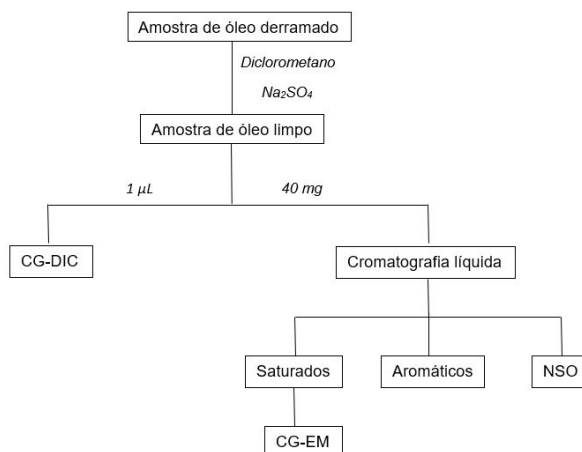 Amostra de óleo derramado
Diclorometano
Na₂SO₄
Amostra de óleo limpo
1 µL
40 mg
CG-DIC
Cromatografia líquida
Saturados
Aromáticos
NSO
CG-EM